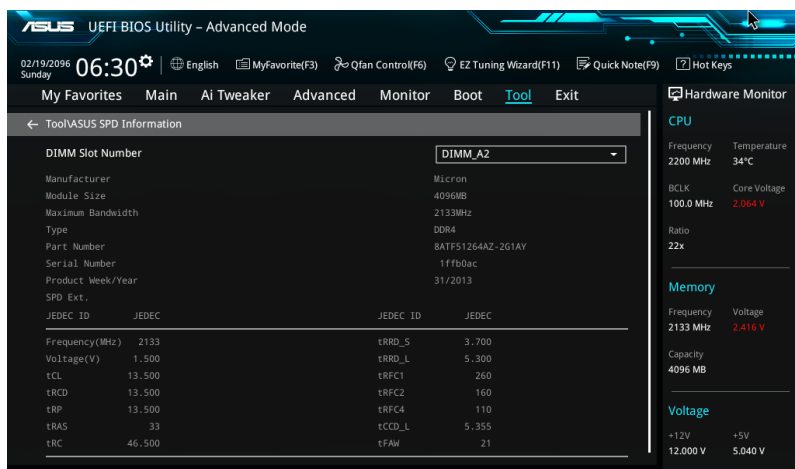 ASUS UEFI BIOS Utility – Advanced Mode
02/19/2096 Sunday 06:30 English MyFavorite(F3) Qfan Control(F6) EZ Tuning Wizard(F11) Quick Note(F9) ? Hot Keys
My Favorites Main Ai Tweaker Advanced Monitor Boot Tool Exit
← Tool\ASUS SPD Information
DIMM Slot Number DIMM_A2
Manufacturer Micron
Module Size 4096MB
Maximum Bandwidth 2133MHz
Type DDR4
Part Number 8ATF51264AZ-2G1AY
Serial Number 1ffb0ac
Product Week/Year 31/2013
SPD Ext.
JEDEC ID JEDEC JEDEC ID JEDEC
Frequency(MHz) 2133 tRRD_S 3.700
Voltage(V) 1.500 tRRD_L 5.300
tCL 13.500 tRFC1 260
tRCD 13.500 tRFC2 160
tRP 13.500 tRFC4 110
tRAS 33 tCCD_L 5.355
tRC 46.500 tFAW 21
Hardware Monitor
CPU
Frequency Temperature
2200 MHz 34°C
BCLK Core Voltage
100.0 MHz 2.064 V
Ratio
22x
Memory
Frequency Voltage
2133 MHz 2.416 V
Capacity
4096 MB
Voltage
+12V +5V
12.000 V 5.040 V